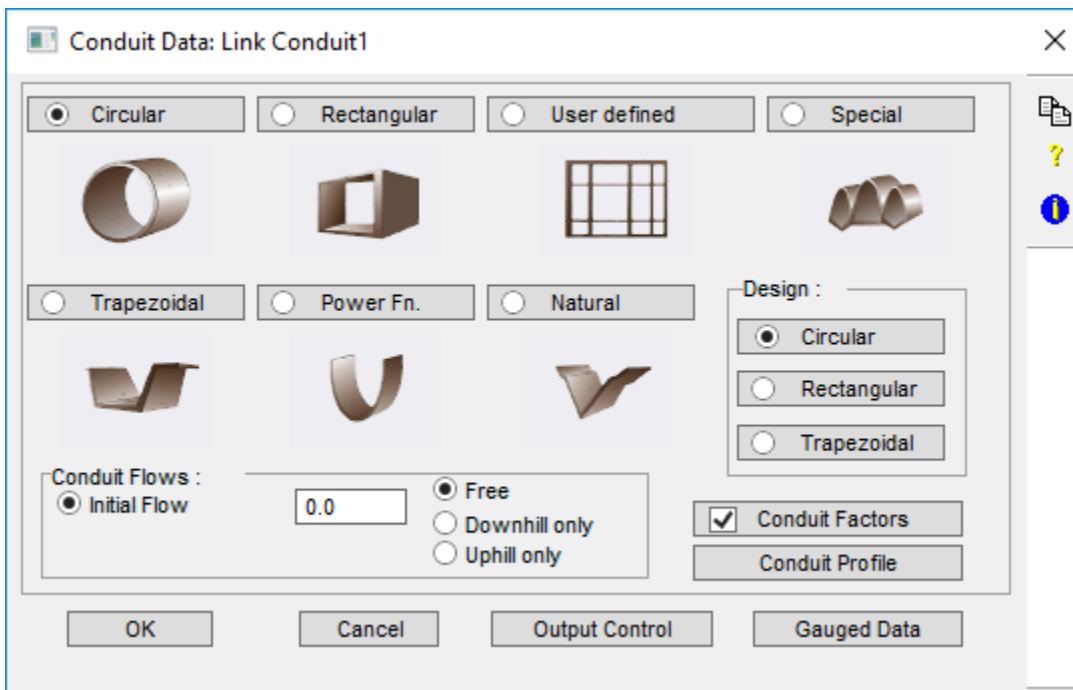 Conduit Data: Link Conduit1
Circular
Rectangular
User defined
Special
Trapezoidal
Power Fn.
Natural
Design :
Circular
Rectangular
Trapezoidal
Conduit Flows :
Initial Flow
0.0
Free
Downhill only
Uphill only
Conduit Factors
Conduit Profile
OK
Cancel
Output Control
Gauged Data